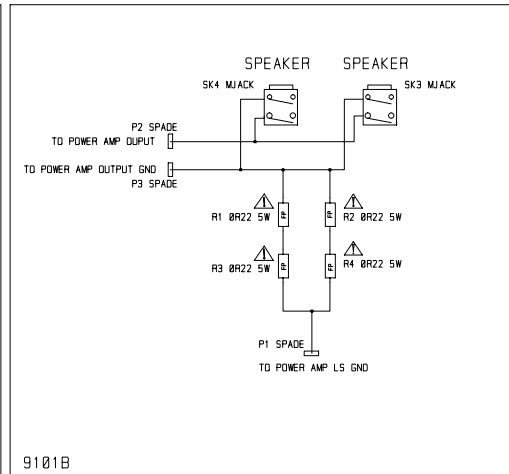 SPEAKER SPEAKER
SK4 MJACK SK3 MJACK
P2 SPADE
TO POWER AMP OUPUT
TO POWER AMP OUTPUT GND
P3 SPADE
R1 0R22 5W FP R2 0R22 5W FP
R3 0R22 5W FP R4 0R22 5W FP
P1 SPADE
TO POWER AMP LS GND
9101B